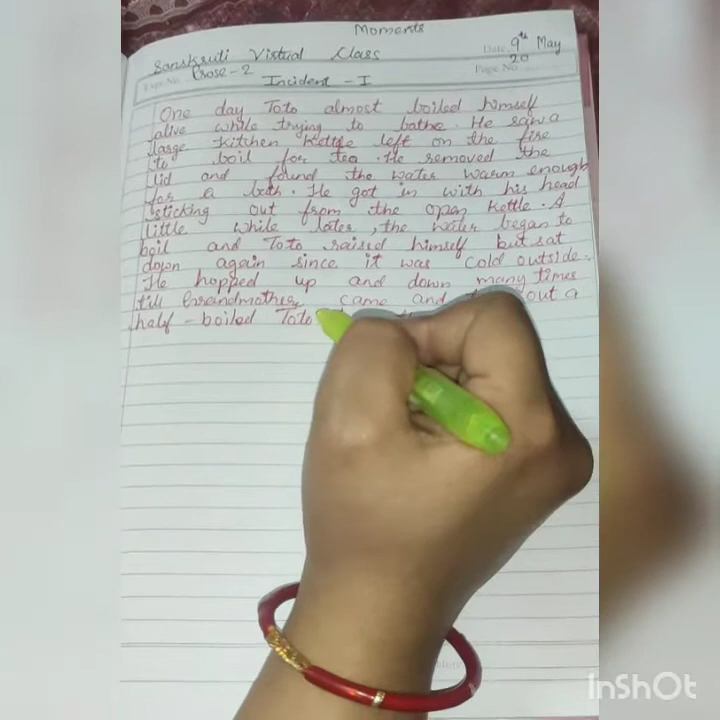 Moments
Sanskruti Virtual Class
Date 9th May
20
Prose-2
Page No
Incident - I
One day Toto almost boiled himself
alive while trying to bathe. He saw a
large kitchen kettle left on the fire
to boil for tea. He removed the
lid and found the water warm enough
for a bath. He got in with his head
sticking out from the open kettle. A
little while later, the water began to
boil and Toto raised himself but sat
down again since it was cold outside.
He hopped up and down many times
till Grandmother came and out a
half-boiled Toto
InShOt